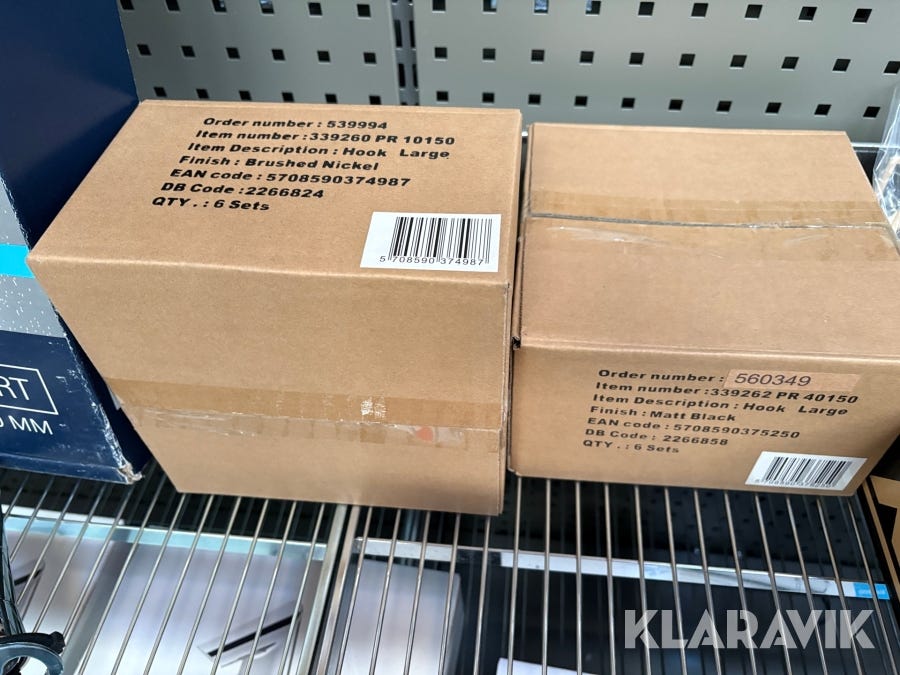 Order number : 539994
Item number : 339260 PR 10150
Item Description : Hook Large
Finish : Brushed Nickel
EAN code : 5708590374987
DB Code : 2266824
QTY . : 6 Sets
5 708590 374987
Order number : 560349
Item number : 339262 PR 40150
Item Description : Hook Large
Finish : Matt Black
EAN code : 5708590375250
DB Code : 2266858
QTY . : 6 Sets
RT
MM
KLARAVIK